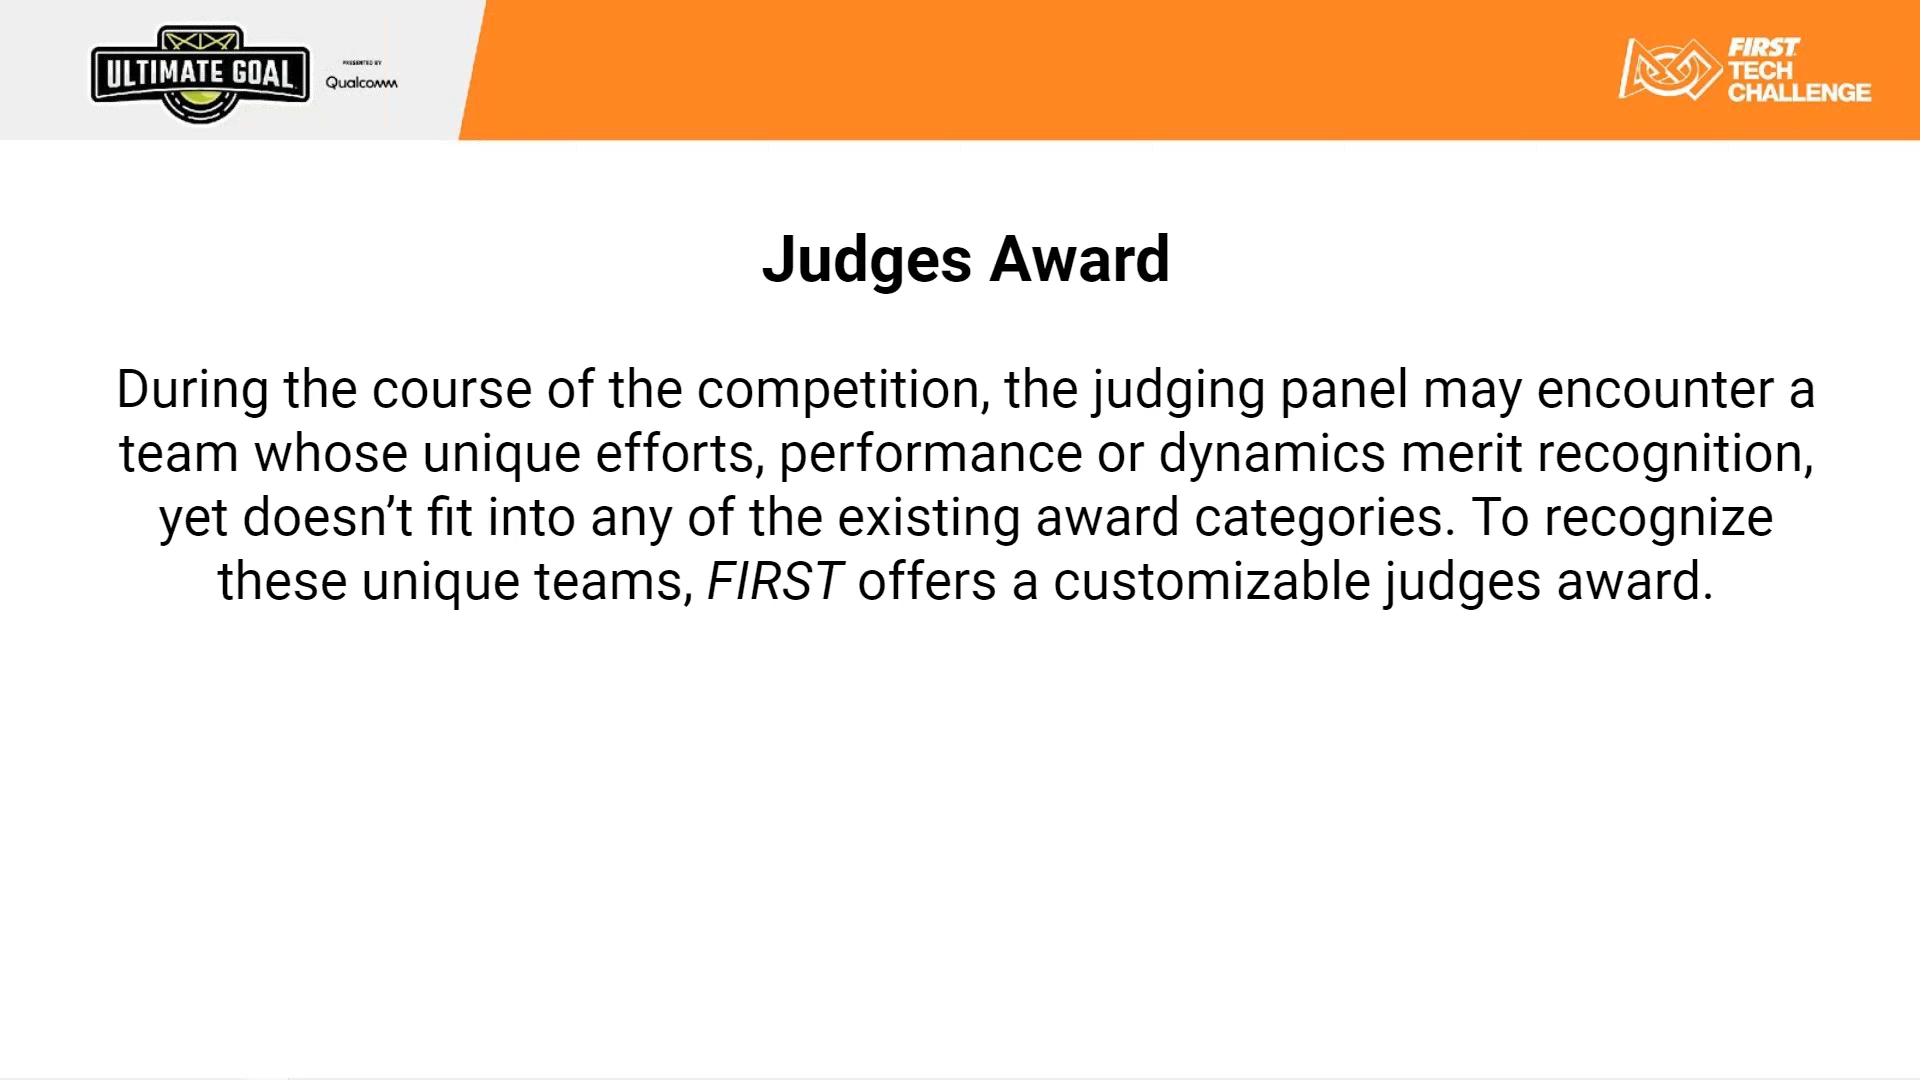 ULTIMATE GOAL
PRESENTED BY
Qualcomm
FIRST
TECH
CHALLENGE
Judges Award
During the course of the competition, the judging panel may encounter a
team whose unique efforts, performance or dynamics merit recognition,
yet doesn’t fit into any of the existing award categories. To recognize
these unique teams, FIRST offers a customizable judges award.